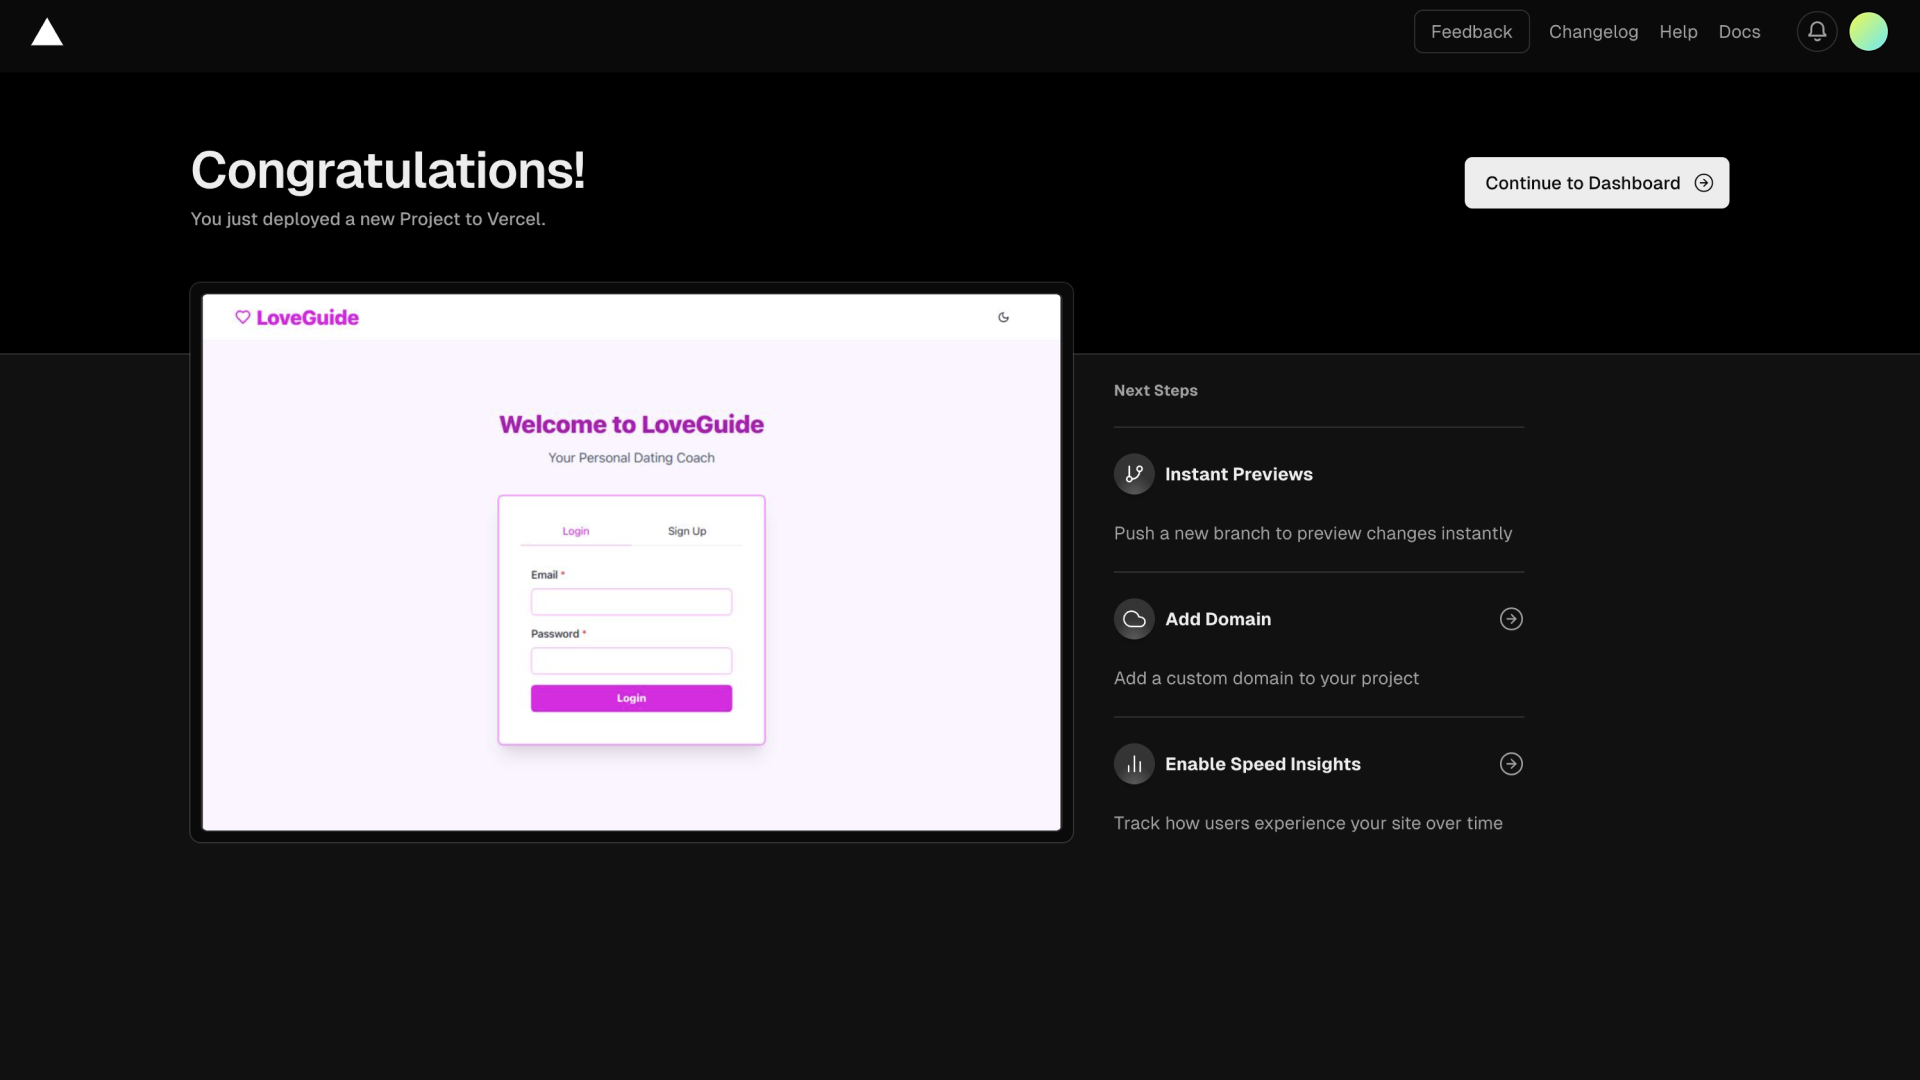 Feedback
Changelog
Help
Docs
Congratulations!
You just deployed a new Project to Vercel.
Continue to Dashboard
LoveGuide
Welcome to LoveGuide
Your Personal Dating Coach
Login
Sign Up
Email *
Password *
Login
Next Steps
Instant Previews
Push a new branch to preview changes instantly
Add Domain
Add a custom domain to your project
Enable Speed Insights
Track how users experience your site over time